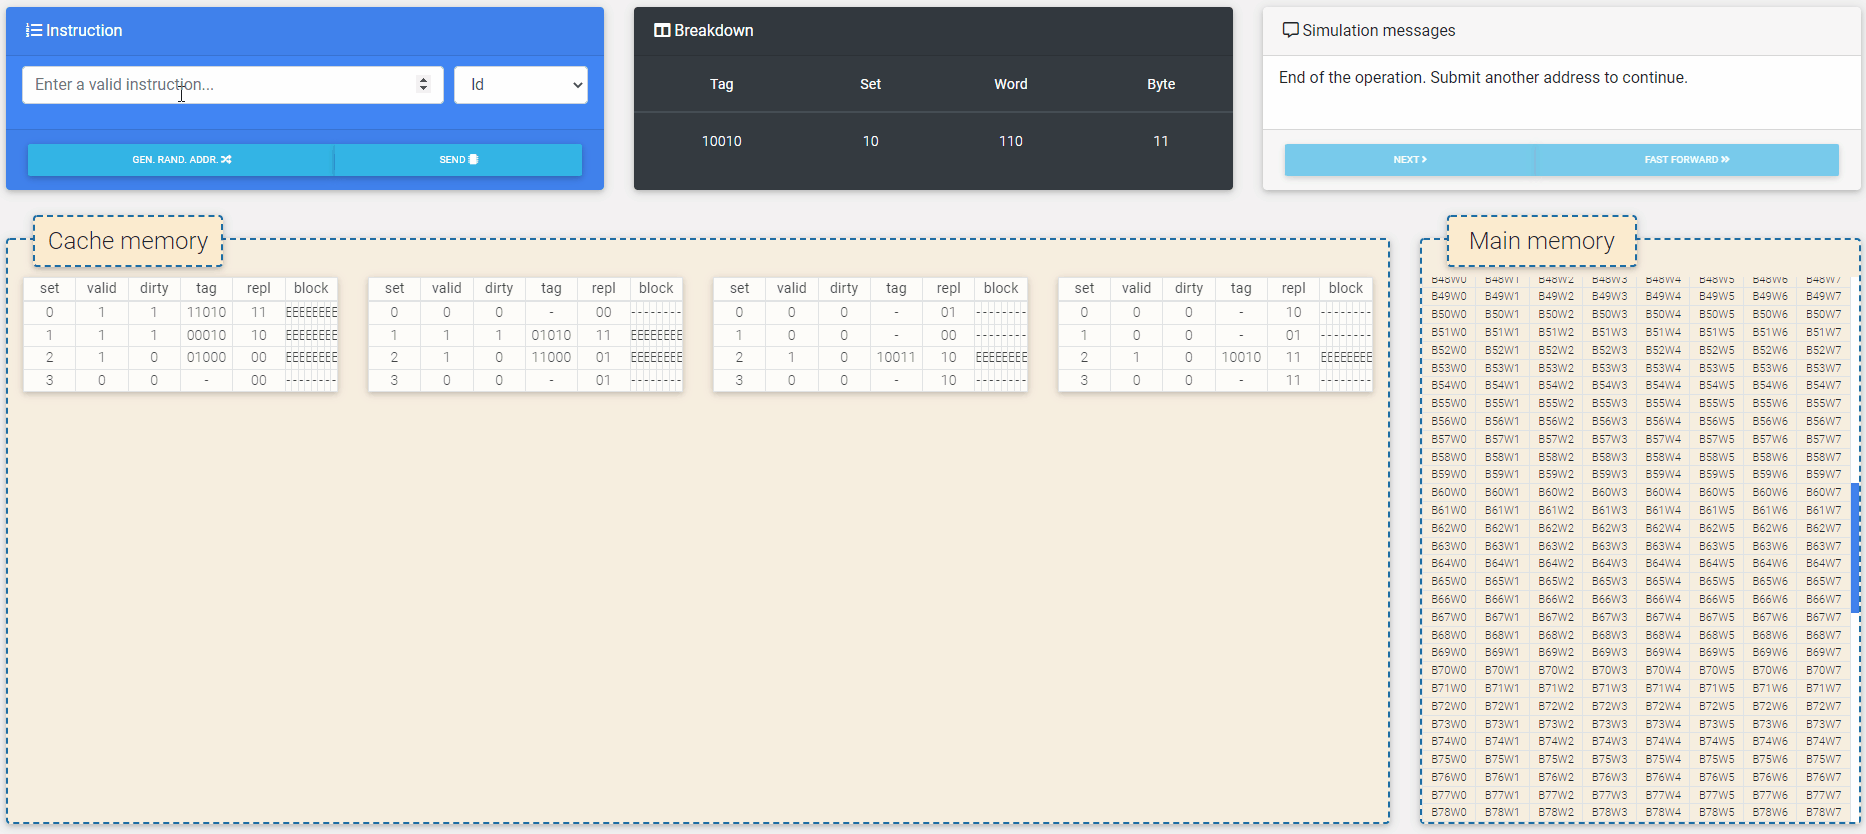 Instruction
Enter a valid instruction...
ld
GEN. RAND. ADDR.
SEND
Breakdown
Tag Set Word Byte
10010 10 110 11
Simulation messages
End of the operation. Submit another address to continue.
NEXT
FAST FORWARD
Cache memory
set valid dirty tag repl block
0 1 1 11010 11 EEEEEEEE
1 1 1 00010 10 EEEEEEEE
2 1 0 01000 00 EEEEEEEE
3 0 0 - 00 --------
set valid dirty tag repl block
0 0 0 - 00 --------
1 1 1 01010 11 EEEEEEEE
2 1 0 11000 01 EEEEEEEE
3 0 0 - 01 --------
set valid dirty tag repl block
0 0 0 - 01 --------
1 0 0 - 00 --------
2 1 0 10011 10 EEEEEEEE
3 0 0 - 10 --------
set valid dirty tag repl block
0 0 0 - 10 --------
1 0 0 - 01 --------
2 1 0 10010 11 EEEEEEEE
3 0 0 - 11 --------
Main memory
B48W0 B48W1 B48W2 B48W3 B48W4 B48W5 B48W6 B48W7
B49W0 B49W1 B49W2 B49W3 B49W4 B49W5 B49W6 B49W7
B50W0 B50W1 B50W2 B50W3 B50W4 B50W5 B50W6 B50W7
B51W0 B51W1 B51W2 B51W3 B51W4 B51W5 B51W6 B51W7
B52W0 B52W1 B52W2 B52W3 B52W4 B52W5 B52W6 B52W7
B53W0 B53W1 B53W2 B53W3 B53W4 B53W5 B53W6 B53W7
B54W0 B54W1 B54W2 B54W3 B54W4 B54W5 B54W6 B54W7
B55W0 B55W1 B55W2 B55W3 B55W4 B55W5 B55W6 B55W7
B56W0 B56W1 B56W2 B56W3 B56W4 B56W5 B56W6 B56W7
B57W0 B57W1 B57W2 B57W3 B57W4 B57W5 B57W6 B57W7
B58W0 B58W1 B58W2 B58W3 B58W4 B58W5 B58W6 B58W7
B59W0 B59W1 B59W2 B59W3 B59W4 B59W5 B59W6 B59W7
B60W0 B60W1 B60W2 B60W3 B60W4 B60W5 B60W6 B60W7
B61W0 B61W1 B61W2 B61W3 B61W4 B61W5 B61W6 B61W7
B62W0 B62W1 B62W2 B62W3 B62W4 B62W5 B62W6 B62W7
B63W0 B63W1 B63W2 B63W3 B63W4 B63W5 B63W6 B63W7
B64W0 B64W1 B64W2 B64W3 B64W4 B64W5 B64W6 B64W7
B65W0 B65W1 B65W2 B65W3 B65W4 B65W5 B65W6 B65W7
B66W0 B66W1 B66W2 B66W3 B66W4 B66W5 B66W6 B66W7
B67W0 B67W1 B67W2 B67W3 B67W4 B67W5 B67W6 B67W7
B68W0 B68W1 B68W2 B68W3 B68W4 B68W5 B68W6 B68W7
B69W0 B69W1 B69W2 B69W3 B69W4 B69W5 B69W6 B69W7
B70W0 B70W1 B70W2 B70W3 B70W4 B70W5 B70W6 B70W7
B71W0 B71W1 B71W2 B71W3 B71W4 B71W5 B71W6 B71W7
B72W0 B72W1 B72W2 B72W3 B72W4 B72W5 B72W6 B72W7
B73W0 B73W1 B73W2 B73W3 B73W4 B73W5 B73W6 B73W7
B74W0 B74W1 B74W2 B74W3 B74W4 B74W5 B74W6 B74W7
B75W0 B75W1 B75W2 B75W3 B75W4 B75W5 B75W6 B75W7
B76W0 B76W1 B76W2 B76W3 B76W4 B76W5 B76W6 B76W7
B77W0 B77W1 B77W2 B77W3 B77W4 B77W5 B77W6 B77W7
B78W0 B78W1 B78W2 B78W3 B78W4 B78W5 B78W6 B78W7